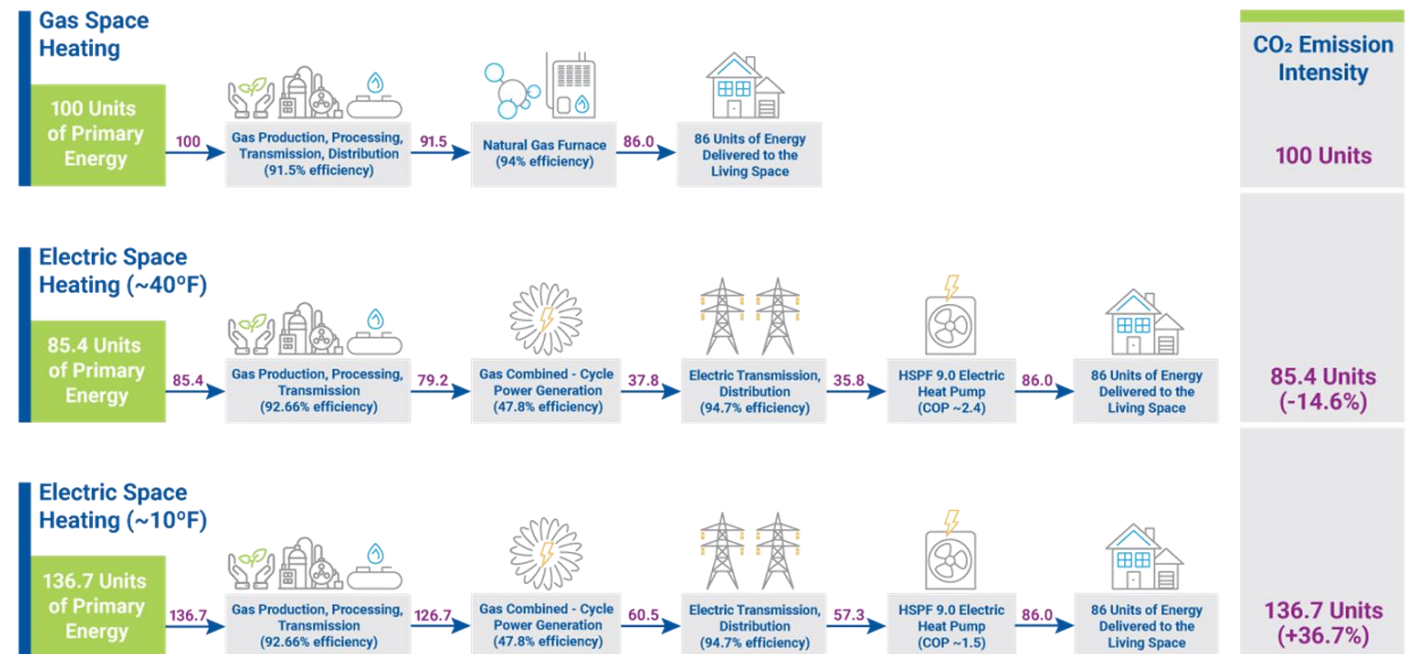 Gas Space
Heating
100 Units
of Primary
Energy
100
Gas Production, Processing,
Transmission, Distribution
(91.5% efficiency)
91.5
Natural Gas Furnace
(94% efficiency)
86.0
86 Units of Energy
Delivered to the
Living Space
CO₂ Emission
Intensity
100 Units
Electric Space
Heating (~40ºF)
85.4 Units
of Primary
Energy
85.4
Gas Production, Processing,
Transmission
(92.66% efficiency)
79.2
Gas Combined - Cycle
Power Generation
(47.8% efficiency)
37.8
Electric Transmission,
Distribution
(94.7% efficiency)
35.8
HSPF 9.0 Electric
Heat Pump
(COP ~2.4)
86.0
86 Units of Energy
Delivered to the
Living Space
85.4 Units
(-14.6%)
Electric Space
Heating (~10ºF)
136.7 Units
of Primary
Energy
136.7
Gas Production, Processing,
Transmission
(92.66% efficiency)
126.7
Gas Combined - Cycle
Power Generation
(47.8% efficiency)
60.5
Electric Transmission,
Distribution
(94.7% efficiency)
57.3
HSPF 9.0 Electric
Heat Pump
(COP ~1.5)
86.0
86 Units of Energy
Delivered to the
Living Space
136.7 Units
(+36.7%)